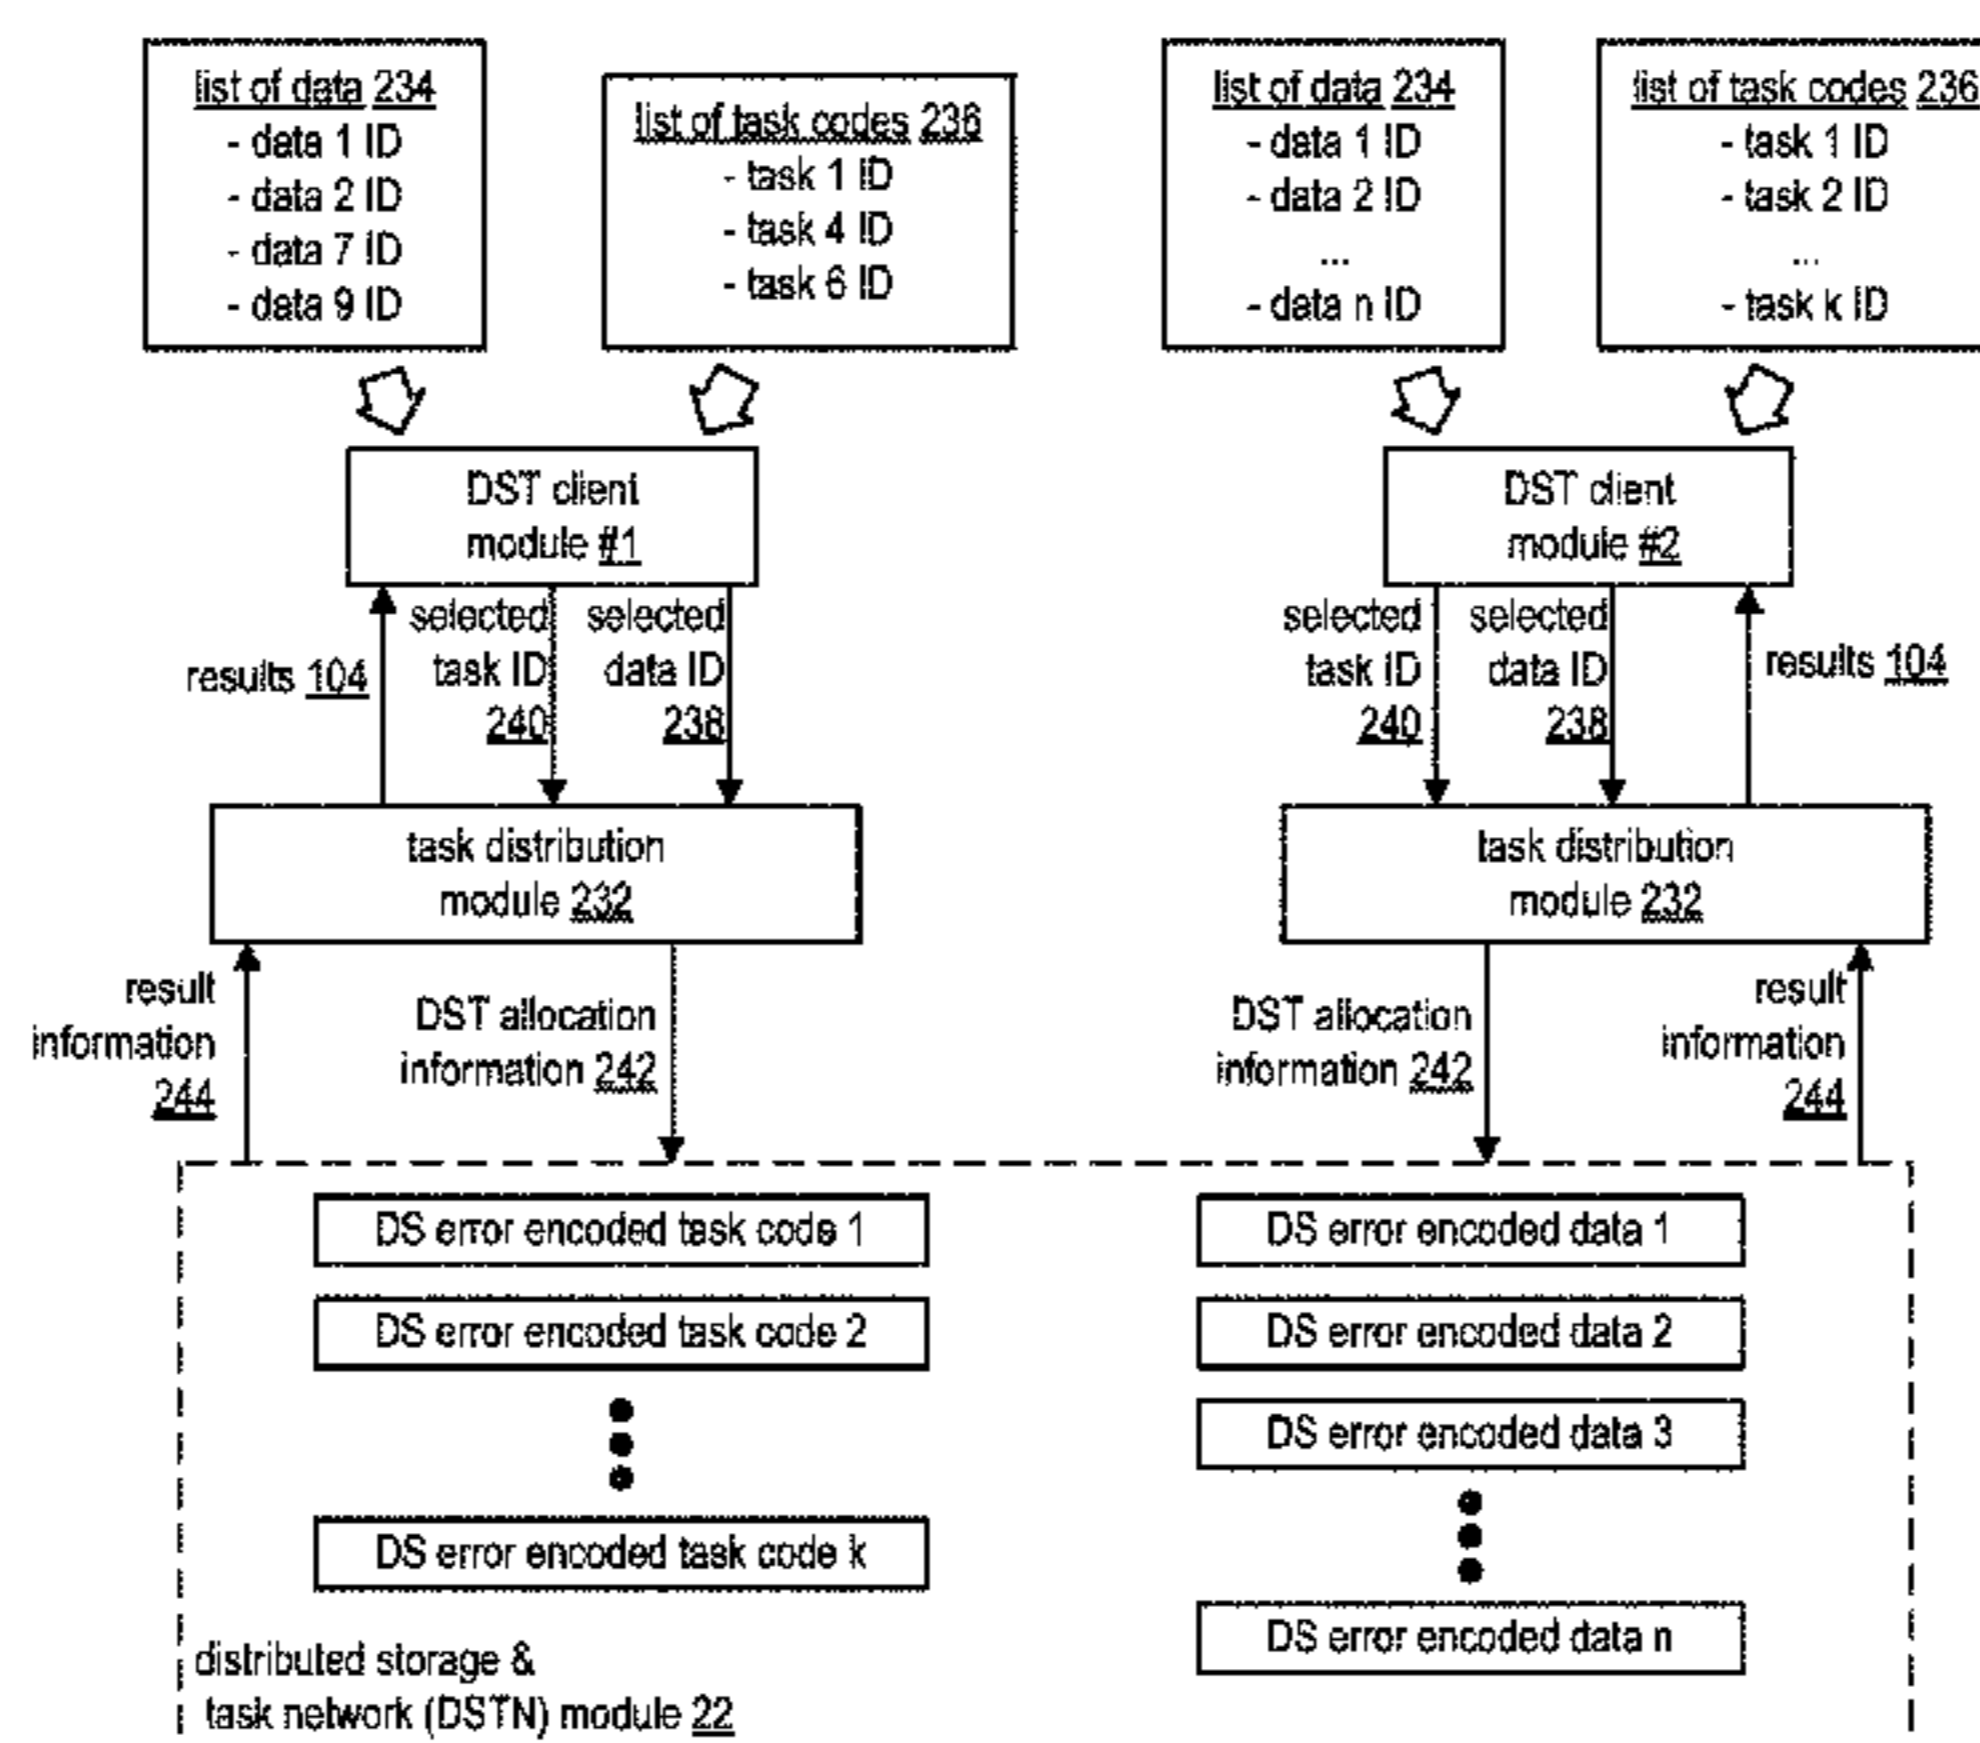 list of data 234
- data 1 ID
- data 2 ID
- data 7 ID
- data 9 ID
list of task codes 236
- task 1 ID
- task 4 ID
- task 6 ID
list of data 234
- data 1 ID
- data 2 ID
...
- data n ID
list of task codes 236
- task 1 ID
- task 2 ID
...
- task k ID
DST client
module #1
DST client
module #2
results 104
selected
task ID
240
selected
data ID
238
selected
task ID
240
selected
data ID
238
results 104
task distribution
module 232
task distribution
module 232
result
information
244
DST allocation
information 242
DST allocation
information 242
result
information
244
DS error encoded task code 1
DS error encoded task code 2
DS error encoded task code k
DS error encoded data 1
DS error encoded data 2
DS error encoded data 3
DS error encoded data n
distributed storage &
task network (DSTN) module 22